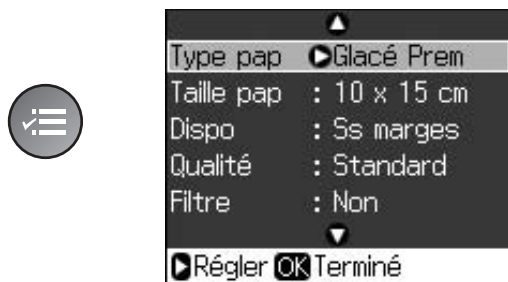 Type pap Glacé Prem
Taille pap : 10 x 15 cm
Dispo : Ss marges
Qualité : Standard
Filtre : Non
Régler OK Terminé